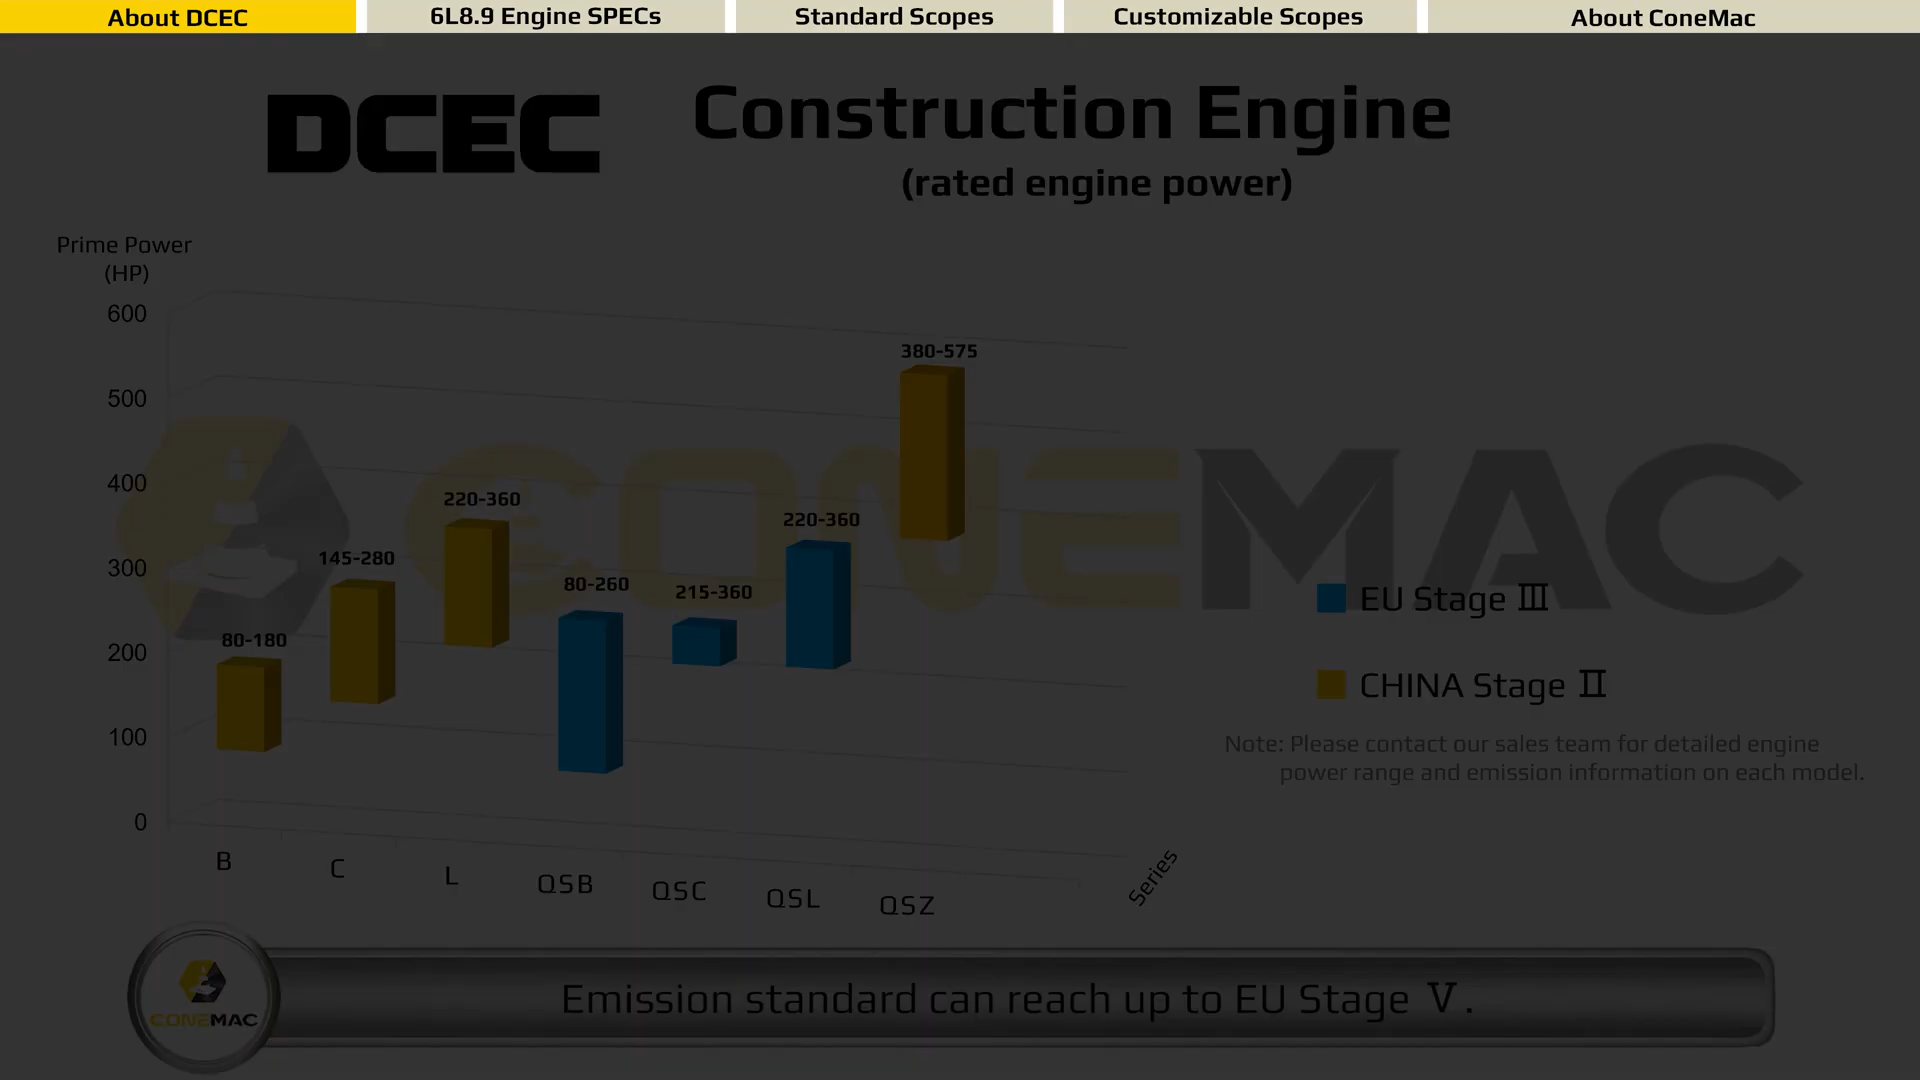 About DCEC
6L8.9 Engine SPECs
Standard Scopes
Customizable Scopes
About ConeMac
DCEC
Construction Engine
(rated engine power)
Prime Power
(HP)
600
500
400
300
200
100
0
380-575
220-360
220-360
145-280
80-260
215-360
80-180
CONEMAC
EU Stage Ⅲ
CHINA Stage Ⅱ
Note: Please contact our sales team for detailed engine
power range and emission information on each model.
B
C
L
QSB
QSC
QSL
QSZ
Series
CONEMAC
Emission standard can reach up to EU Stage Ⅴ.